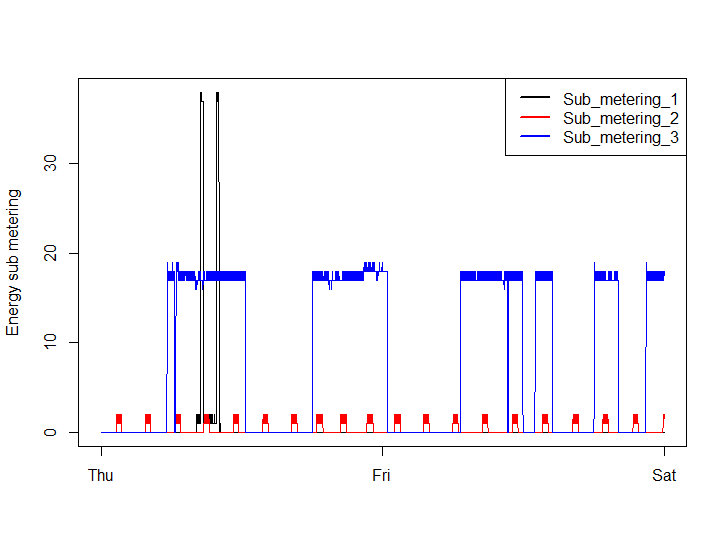 Sub_metering_1
Sub_metering_2
Sub_metering_3
Energy sub metering
30
20
10
0
Thu
Fri
Sat